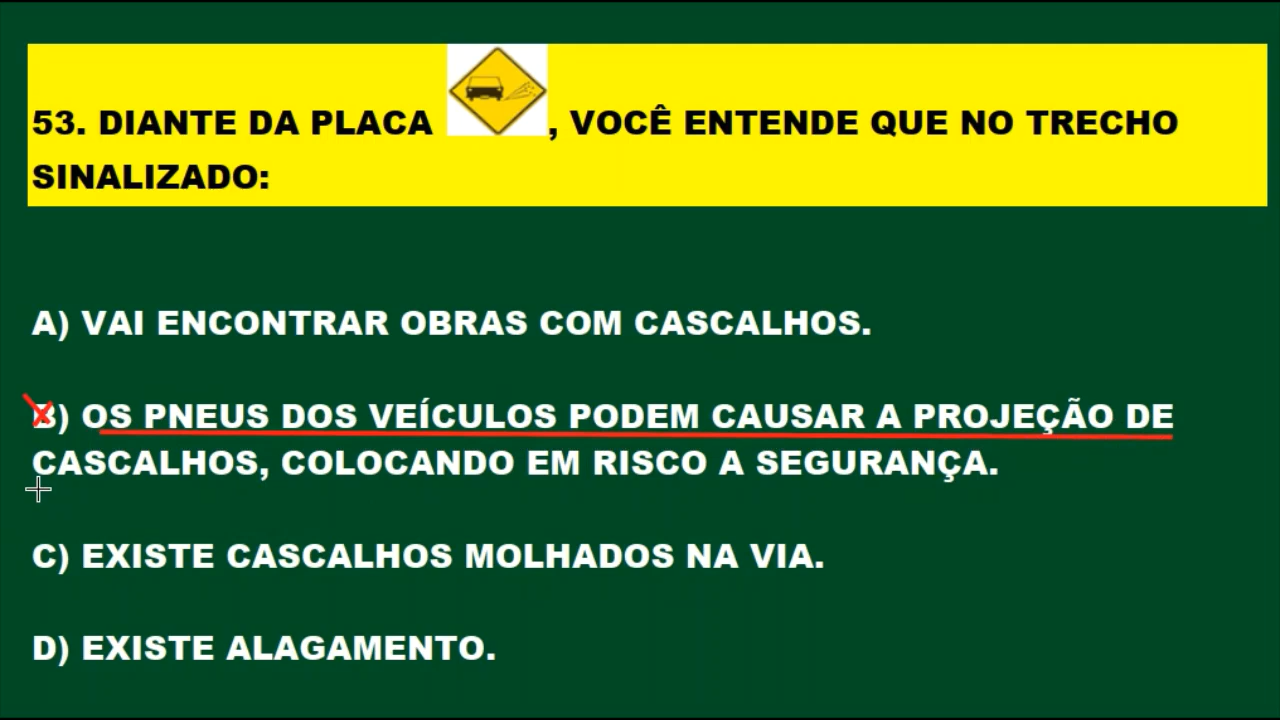 53. DIANTE DA PLACA , VOCÊ ENTENDE QUE NO TRECHO
SINALIZADO:
A) VAI ENCONTRAR OBRAS COM CASCALHOS.
B) OS PNEUS DOS VEÍCULOS PODEM CAUSAR A PROJEÇÃO DE
CASCALHOS, COLOCANDO EM RISCO A SEGURANÇA.
C) EXISTE CASCALHOS MOLHADOS NA VIA.
D) EXISTE ALAGAMENTO.